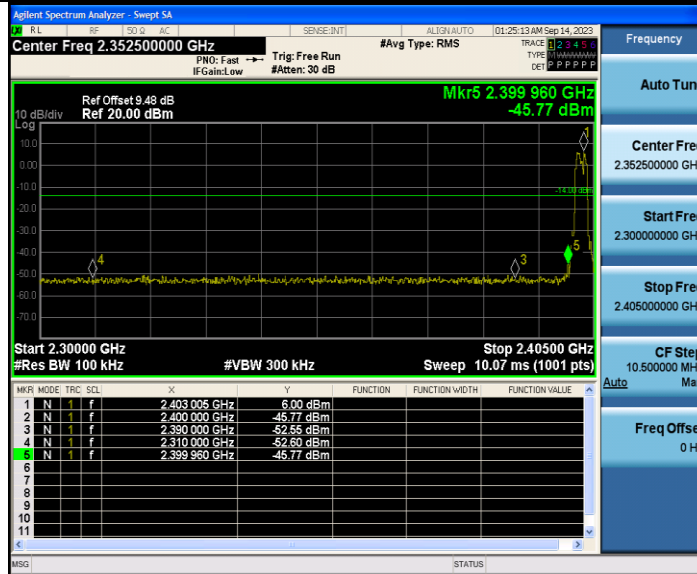 Agilent Spectrum Analyzer - Swept SA
RL RF 50 Ω AC SENSE:INT ALIGN AUTO 01:25:13 AM Sep 14, 2023
Center Freq 2.352500000 GHz #Avg Type: RMS TRACE 1 2 3 4 5 6
PNO: Fast Trig: Free Run TYPE MWWWWW
IFGain:Low #Atten: 30 dB DET P P P P P P
Mkr5 2.399 960 GHz
Ref Offset 9.48 dB
10 dB/div Ref 20.00 dBm -45.77 dBm
Log
10.0
0.00
-10.0
-14.00 dBm
-20.0
-30.0
-40.0
-50.0
-60.0
-70.0
1
5
4
3
Start 2.30000 GHz Stop 2.40500 GHz
#Res BW 100 kHz #VBW 300 kHz Sweep 10.07 ms (1001 pts)
MKR MODE TRC SCL X Y FUNCTION FUNCTION WIDTH FUNCTION VALUE
1 N 1 f 2.403 005 GHz 6.00 dBm
2 N 1 f 2.400 000 GHz -45.77 dBm
3 N 1 f 2.390 000 GHz -52.55 dBm
4 N 1 f 2.310 000 GHz -52.60 dBm
5 N 1 f 2.399 960 GHz -45.77 dBm
6
7
8
9
10
11
MSG STATUS
Frequency
Auto Tun
Center Fre
2.352500000 GH
Start Fre
2.300000000 GH
Stop Fre
2.405000000 GH
CF Ste
10.500000 MH
Auto Ma
Freq Offse
0 H